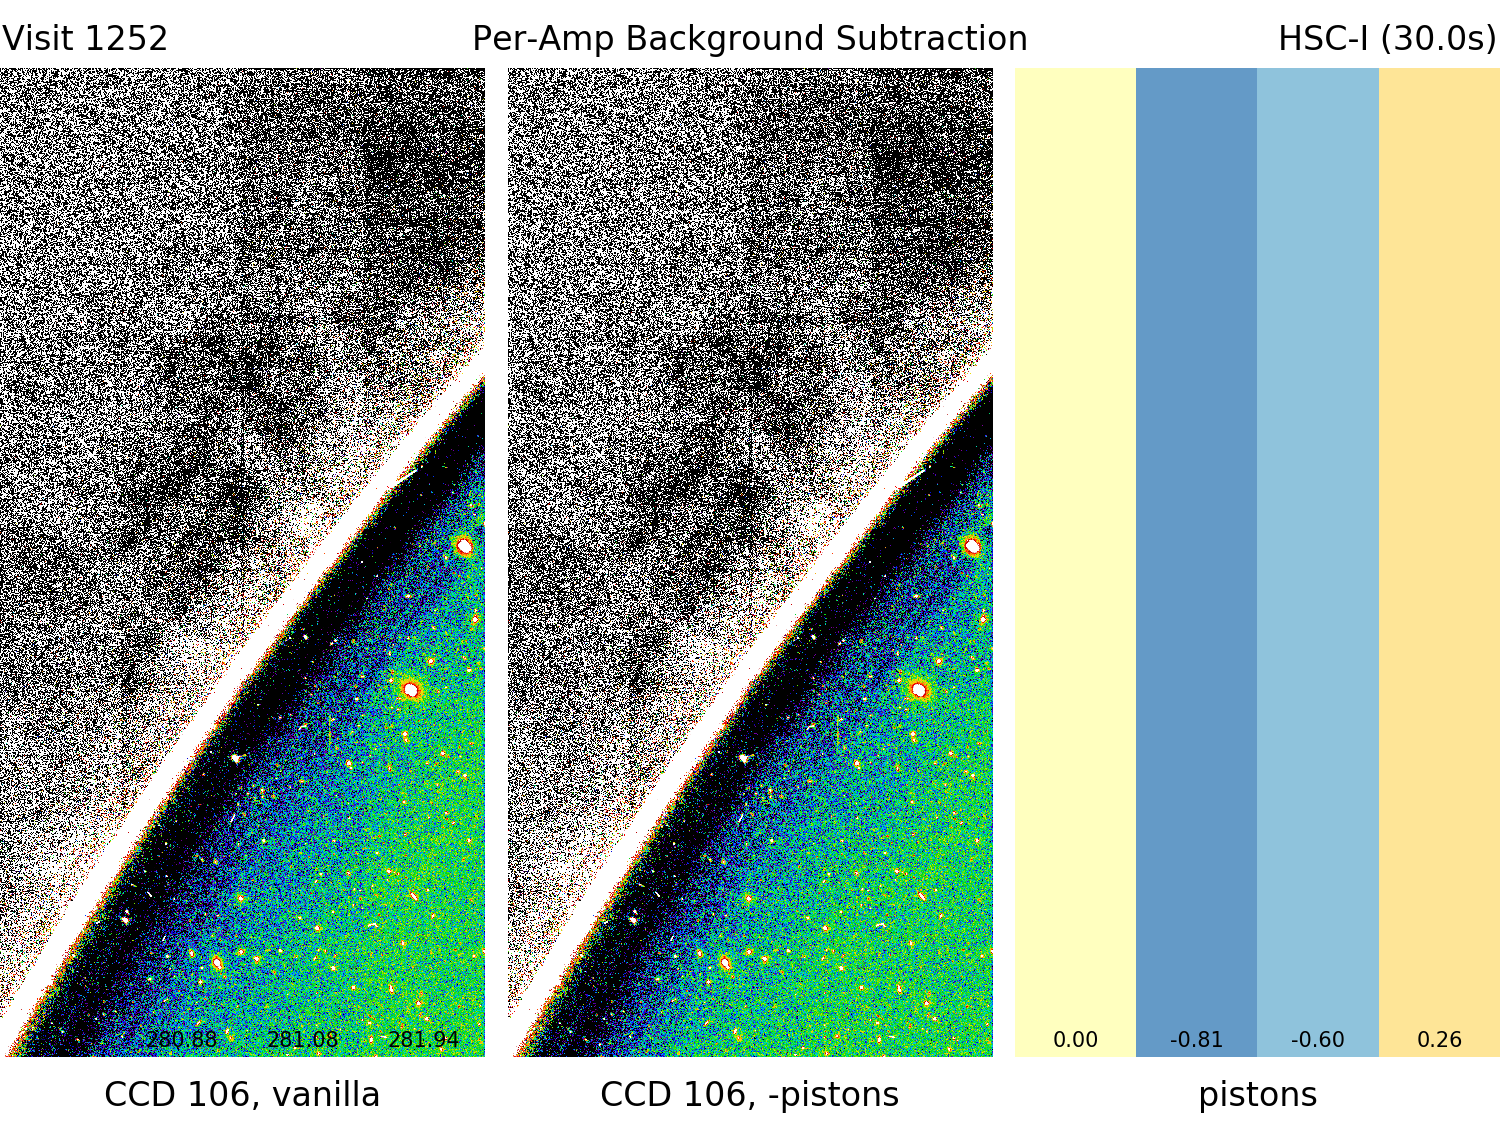 Visit 1252
Per-Amp Background Subtraction
HSC-I (30.0s)
280.88 281.08 281.94
0.00 -0.81 -0.60 0.26
CCD 106, vanilla
CCD 106, -pistons
pistons